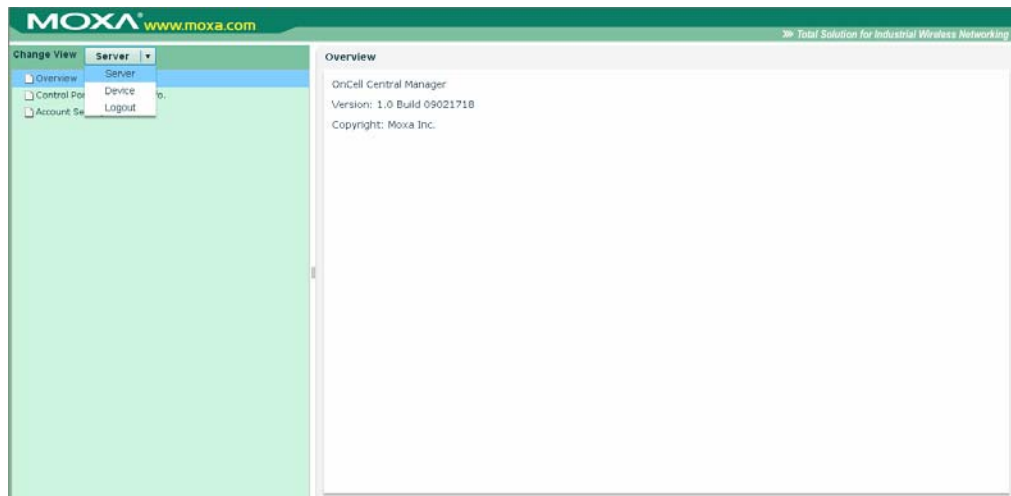 MOXA® www.moxa.com
Total Solution for Industrial Wireless Networking
Change View Server
Server
Device
Logout
Overview
Control Po fo.
Account Se
Overview
OnCell Central Manager
Version: 1.0 Build 09021718
Copyright: Moxa Inc.